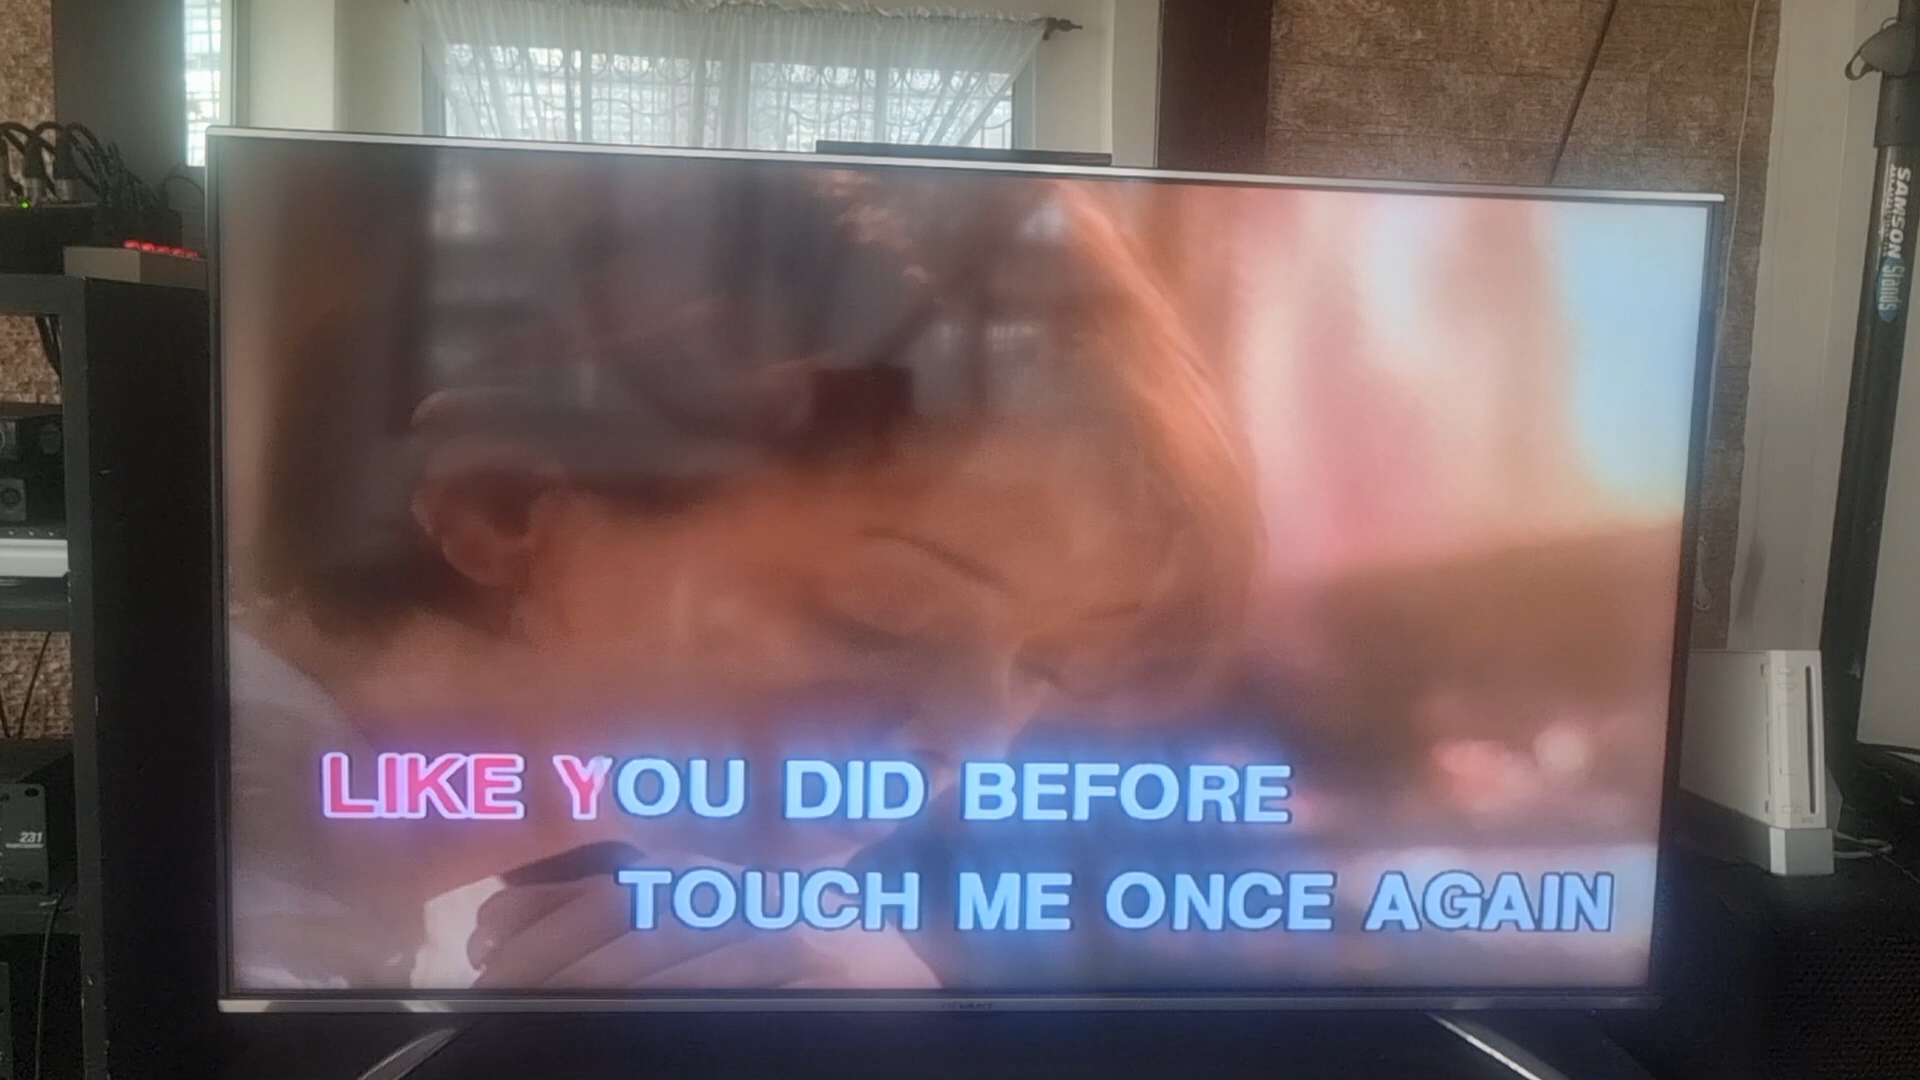 LIKE YOU DID BEFORE
TOUCH ME ONCE AGAIN
SAMSON Stands
231